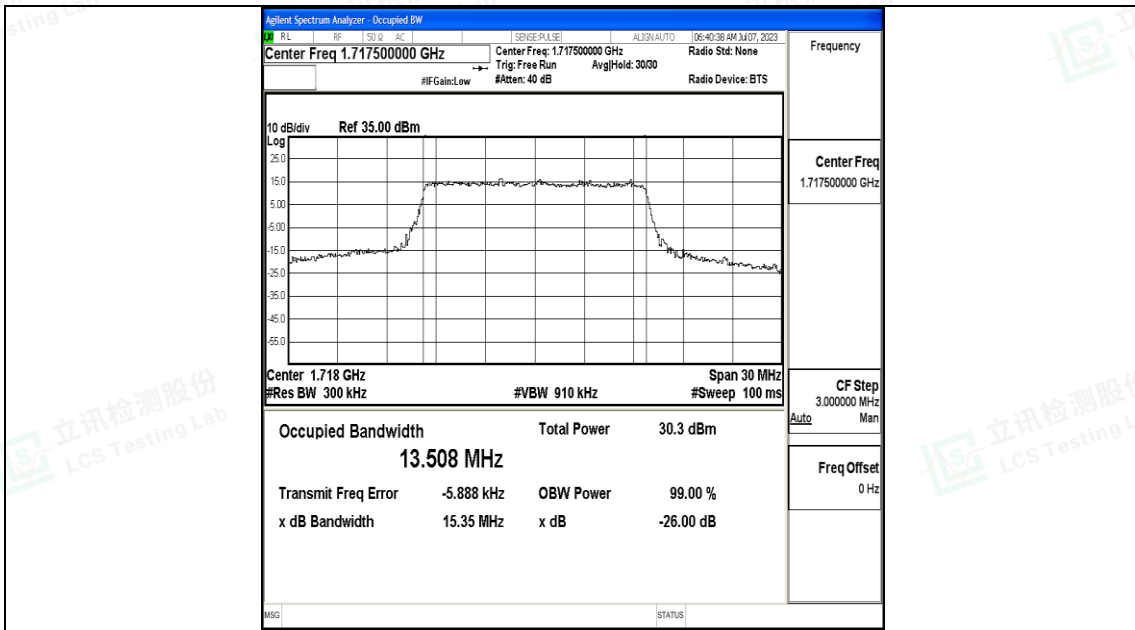 Agilent Spectrum Analyzer - Occupied BW
RL RF 50 Ω AC SENSE:PULSE ALIGN AUTO 06:40:38 AM Jul 07, 2023
Center Freq 1.717500000 GHz
Center Freq: 1.717500000 GHz
Radio Std: None
Trig: Free Run Avg|Hold: 30/30
#IFGain:Low #Atten: 40 dB Radio Device: BTS
Frequency
10 dB/div Ref 35.00 dBm
Log
25.0
15.0
5.00
-5.00
-15.0
-25.0
-35.0
-45.0
-55.0
Center 1.718 GHz Span 30 MHz
#Res BW 300 kHz #VBW 910 kHz #Sweep 100 ms
Center Freq
1.717500000 GHz
CF Step
3.000000 MHz
Auto Man
Freq Offset
0 Hz
Occupied Bandwidth Total Power 30.3 dBm
13.508 MHz
Transmit Freq Error -5.888 kHz OBW Power 99.00 %
x dB Bandwidth 15.35 MHz x dB -26.00 dB
MSG STATUS
立讯检测股份
LCS Testing Lab
立讯检测股份
LCS Testing L